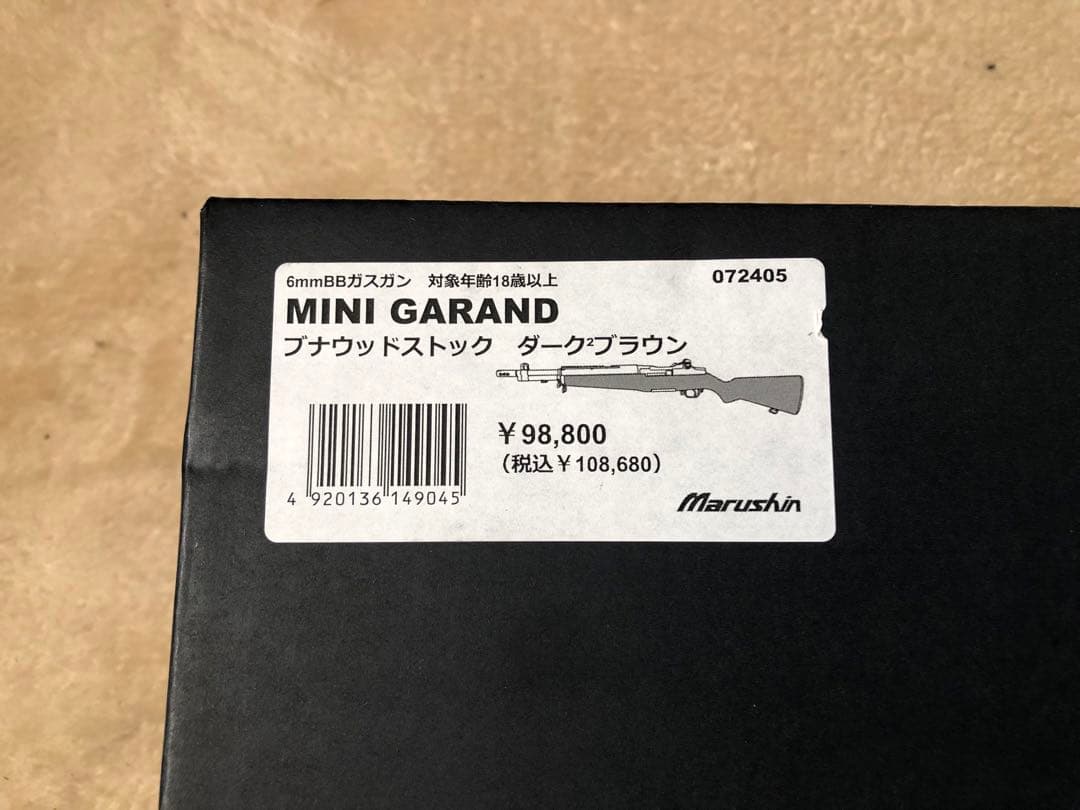 6mmBBガスガン 対象年齢18歳以上
072405
MINI GARAND
ブナウッドストック ダーク²ブラウン
￥98,800
（税込￥108,680）
4 920136 149045
Marushin